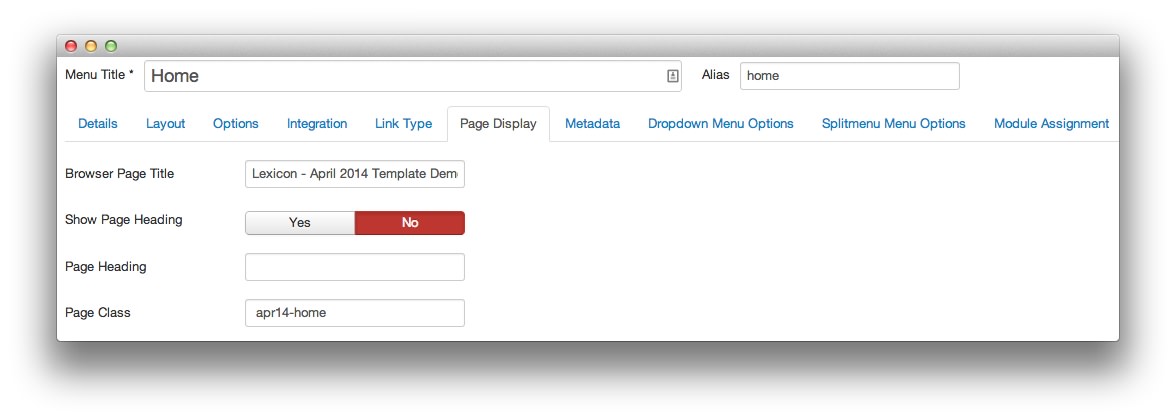 Menu Title * Home Alias home
Details Layout Options Integration Link Type Page Display Metadata Dropdown Menu Options Splitmenu Menu Options Module Assignment
Browser Page Title Lexicon - April 2014 Template Dem
Show Page Heading Yes No
Page Heading
Page Class apr14-home